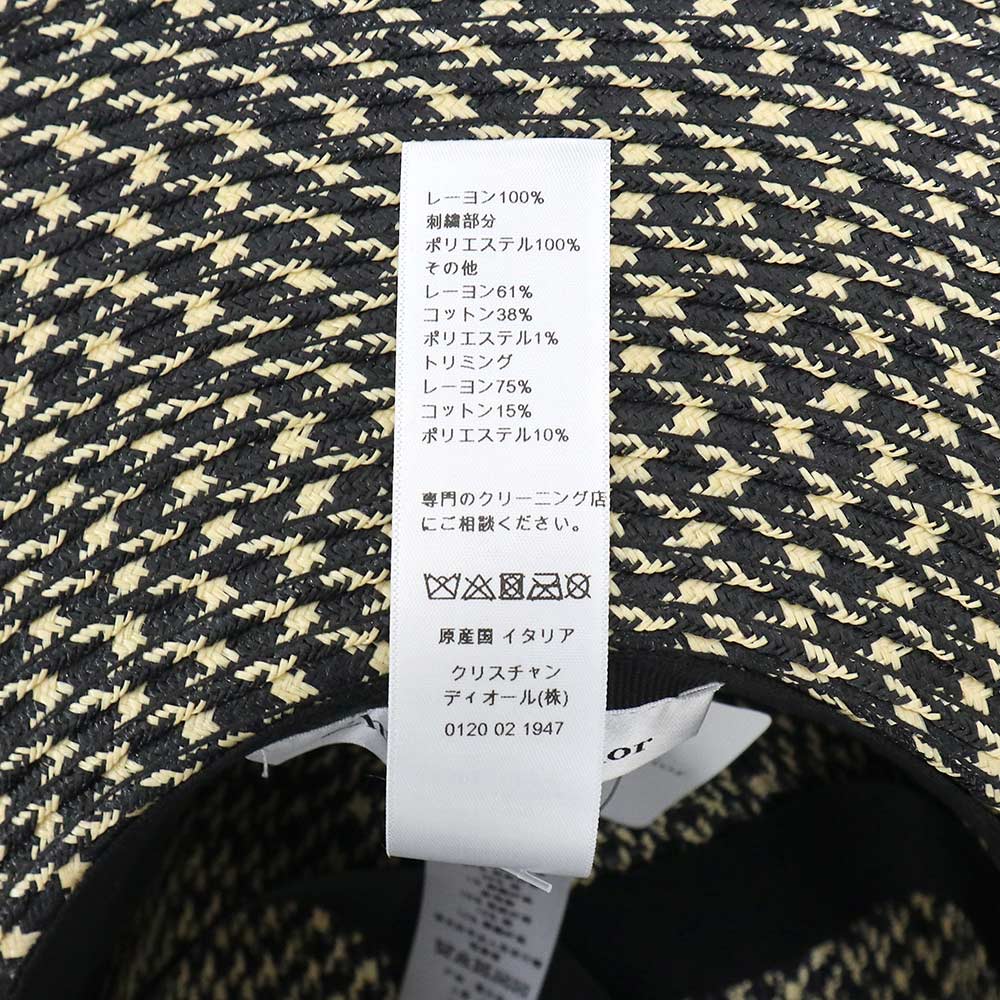 レーヨン100%
刺繍部分
ポリエステル100%
その他
レーヨン61%
コットン38%
ポリエステル1%
トリミング
レーヨン75%
コットン15%
ポリエステル10%
専門のクリーニング店
にご相談ください。
原産国 イタリア
クリスチャン
ディオール(株)
0120 02 1947